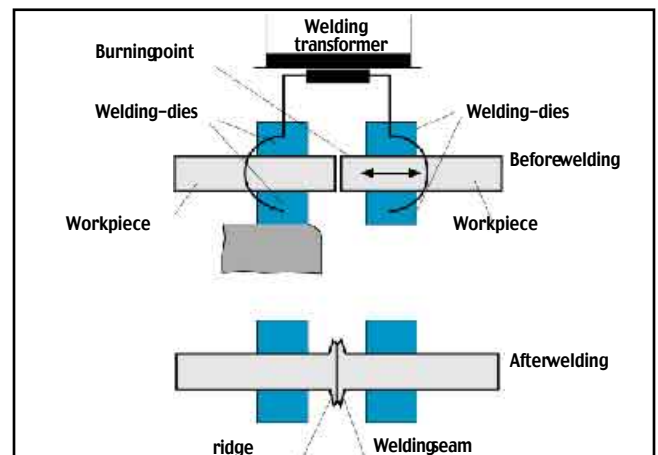 Welding
transformer
Burningpoint
Welding-dies
Welding-dies
Beforewelding
Workpiece
Workpiece
Afterwelding
ridge
Weldingseam